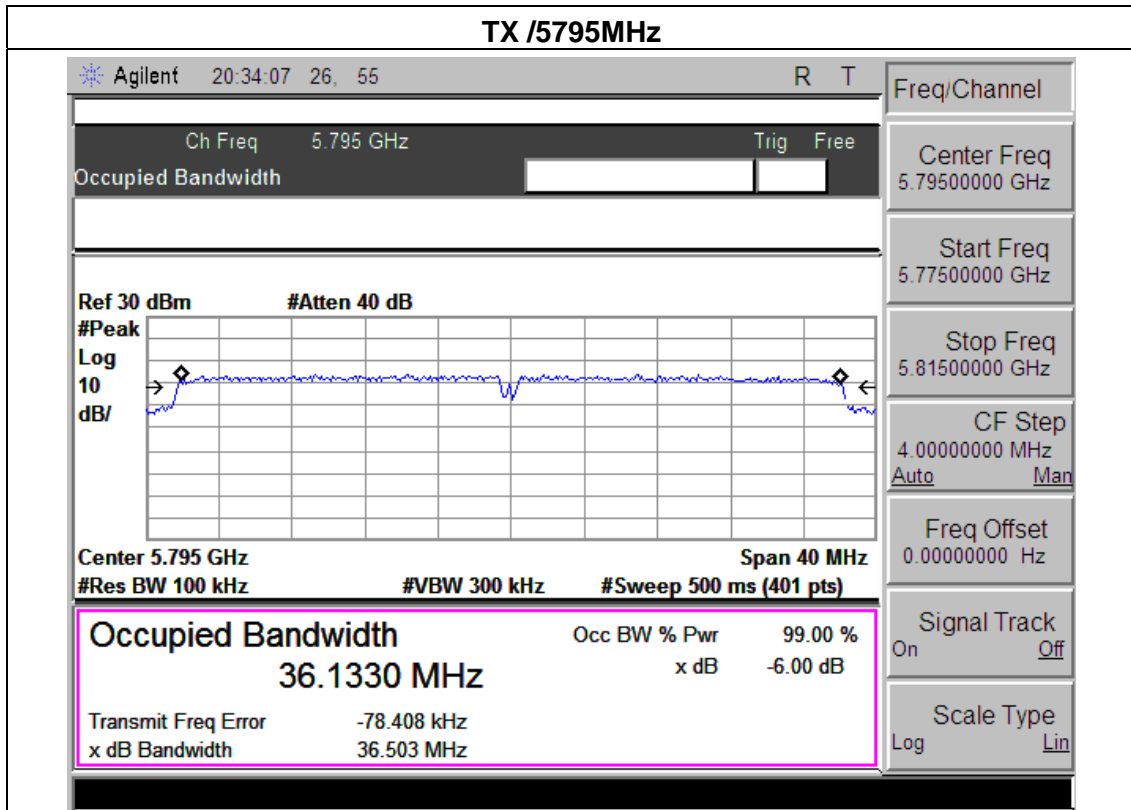 TX /5795MHz
Agilent 20:34:07 26, 55 R T
Freq/Channel
Ch Freq 5.795 GHz Trig Free
Occupied Bandwidth
Center Freq
5.79500000 GHz
Start Freq
5.77500000 GHz
Stop Freq
5.81500000 GHz
CF Step
4.00000000 MHz
Auto Man
Freq Offset
0.00000000 Hz
Signal Track
On Off
Scale Type
Log Lin
Ref 30 dBm #Atten 40 dB
#Peak
Log
10
dB/
Center 5.795 GHz Span 40 MHz
#Res BW 100 kHz #VBW 300 kHz #Sweep 500 ms (401 pts)
Occupied Bandwidth
36.1330 MHz
Occ BW % Pwr 99.00 %
x dB -6.00 dB
Transmit Freq Error -78.408 kHz
x dB Bandwidth 36.503 MHz